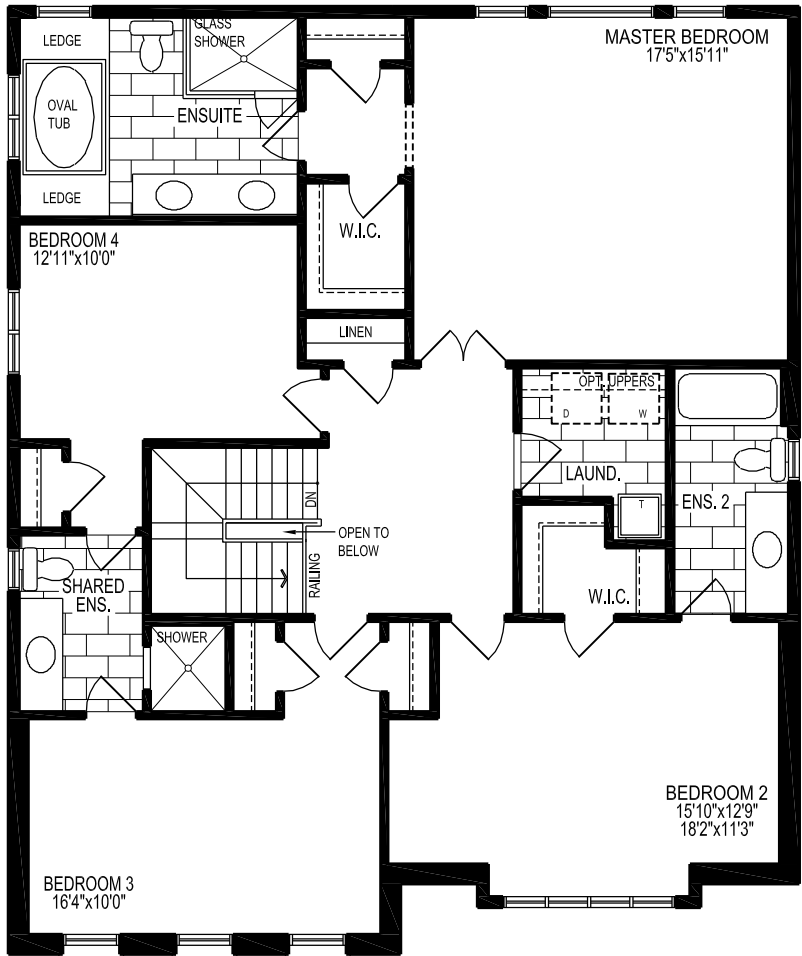 LEDGE
GLASS
SHOWER
MASTER BEDROOM
17'5"x15'11"
OVAL
TUB
ENSUITE
LEDGE
W.I.C.
BEDROOM 4
12'11"x10'0"
LINEN
OPT. UPPERS
D
W
LAUND.
T
ENS. 2
DN
OPEN TO
BELOW
RAILING
SHARED
ENS.
W.I.C.
SHOWER
BEDROOM 2
15'10"x12'9"
18'2"x11'3"
BEDROOM 3
16'4"x10'0"